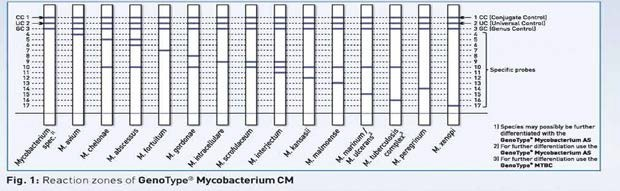 CC 1
UC 2
GC 3
4
5
6
7
8
9
10
11
12
13
14
15
16
17
1 CC (Conjugate Control)
2 UC (Universal Control)
3 GC (Genus Control)
4
5
6
7
8
9
10
11
12
13
14
15
16
17
Specific probes
Mycobacterium spec. 1)
M. avium
M. chelonae
M. abscessus
M. fortuitum
M. gordonae
M. intracellulare
M. scrofulaceum
M. interjectum
M. kansasii
M. malmoense
M. marinum/
M. ulcerans2)
M. tuberculosis
complex3)
M. peregrinum
M. xenopi
1) Species may possibly be further
differentiated with the
GenoType® Mycobacterium AS
2) For further differentiation use the
GenoType® Mycobacterium AS
3) For further differentiation use the
GenoType® MTBC
Fig. 1: Reaction zones of GenoType® Mycobacterium CM